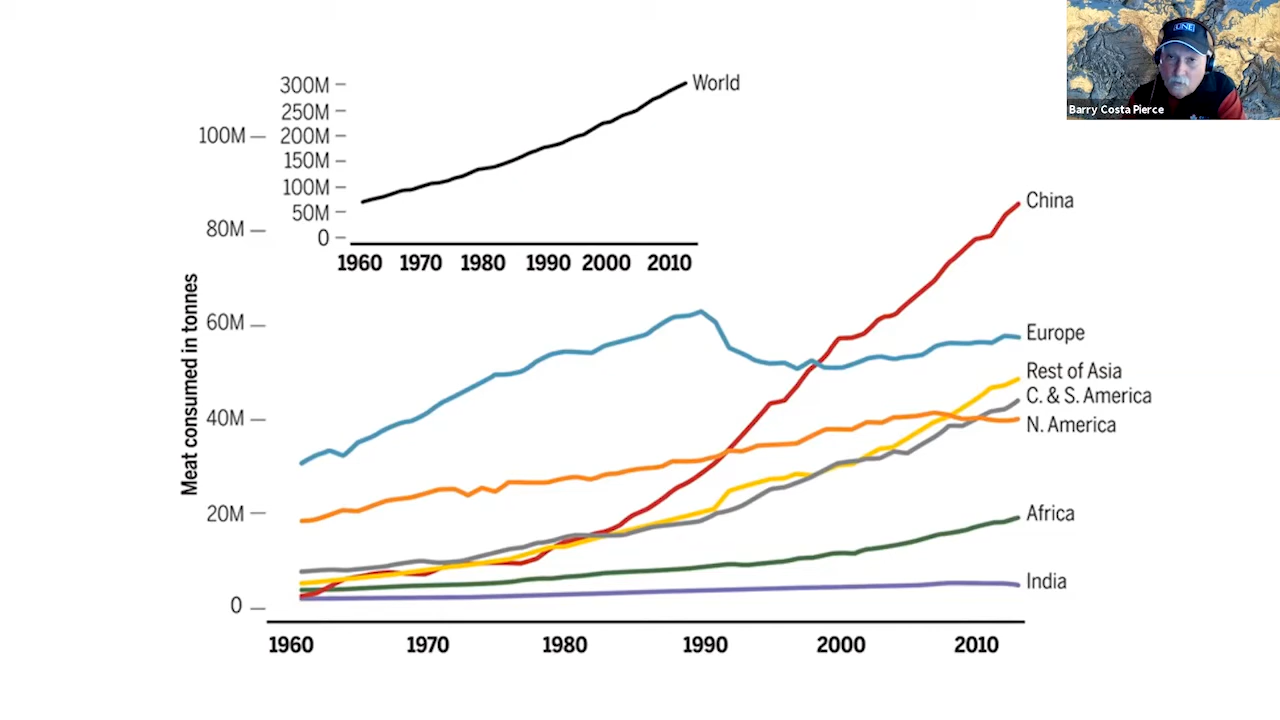 300M
250M
200M
150M
100M
50M
0
World
1960 1970 1980 1990 2000 2010
Meat consumed in tonnes
100M
80M
60M
40M
20M
0
China
Europe
Rest of Asia
C. & S. America
N. America
Africa
India
1960 1970 1980 1990 2000 2010
UNE
Barry Costa Pierce